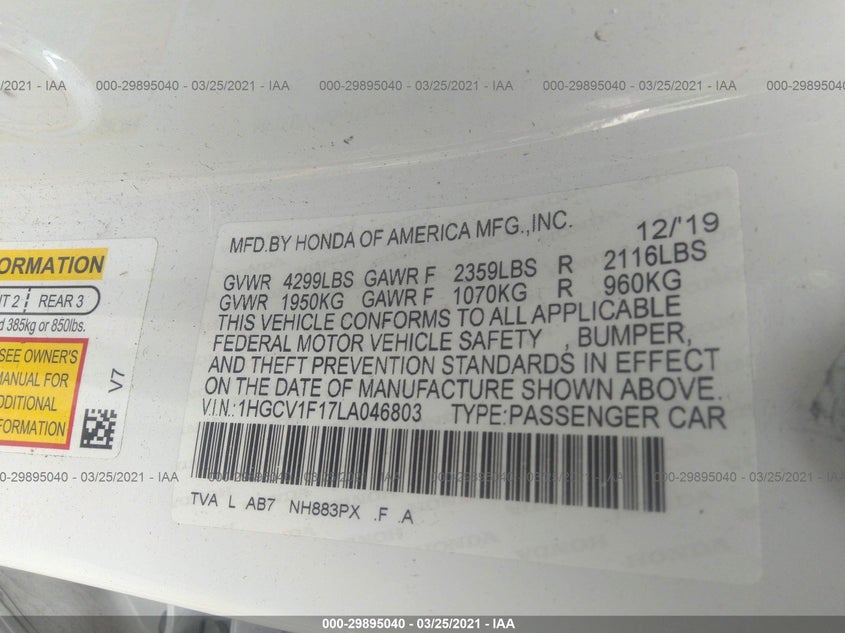 /2021 - IAA 000-29895040 - 03/25/2021 - IAA 000-29895040 - 03/25/2021 - IAA 000-29895040 -
ORMATION
T 2 REAR 3
d 385kg or 850lbs.
SEE OWNER'S
MANUAL FOR
DDITIONAL
FORMATION
V7
MFD.BY HONDA OF AMERICA MFG.,INC. 12/'19
GVWR 4299LBS GAWR F 2359LBS R 2116LBS
GVWR 1950KG GAWR F 1070KG R 960KG
THIS VEHICLE CONFORMS TO ALL APPLICABLE
FEDERAL MOTOR VEHICLE SAFETY , BUMPER,
AND THEFT PREVENTION STANDARDS IN EFFECT
ON THE DATE OF MANUFACTURE SHOWN ABOVE.
V.I.N.:1HGCV1F17LA046803 TYPE:PASSENGER CAR
TVA L AB7 NH883PX .F .A
00-29895040 - 03/25/2021 - IAA 000-29895040 - 03/25/2021 - IAA 000-29895040 - 03/25/2021 - IAA
000-29895040 - 03/25/2021 - IAA